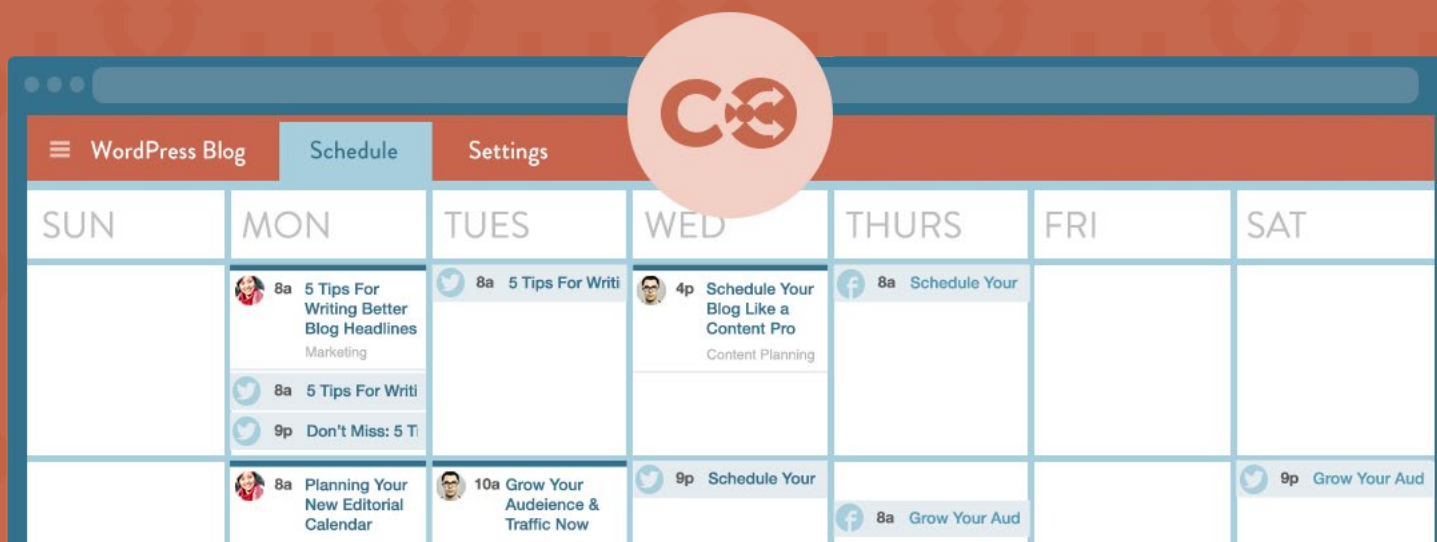 WordPress Blog
Schedule
Settings
SUN
MON
TUES
WED
THURS
FRI
SAT
8a 5 Tips For
Writing Better
Blog Headlines
Marketing
8a 5 Tips For Writi
9p Don't Miss: 5 Ti
8a 5 Tips For Writi
4p Schedule Your
Blog Like a
Content Pro
Content Planning
8a Schedule Your
8a Planning Your
New Editorial
Calendar
10a Grow Your
Audeience &
Traffic Now
9p Schedule Your
8a Grow Your Aud
9p Grow Your Aud